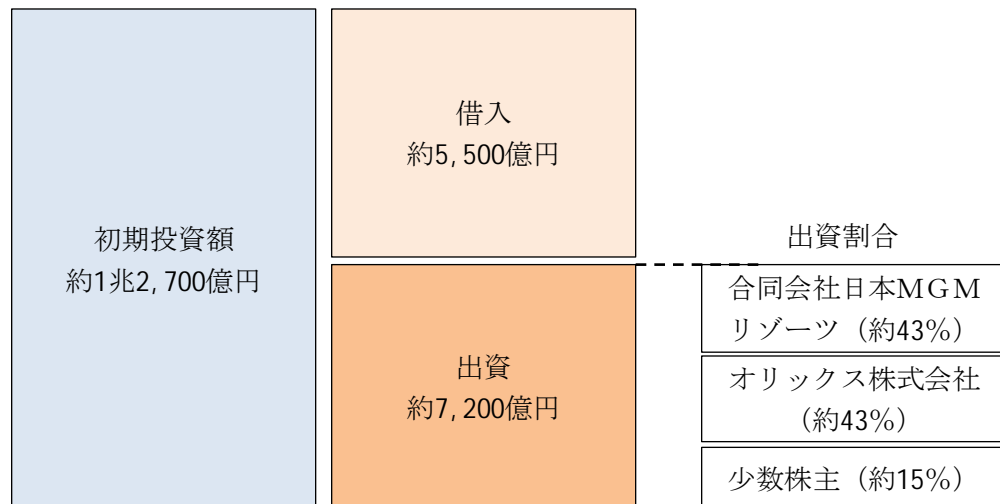 初期投資額
約1兆2,700億円
借入
約5,500億円
出資
約7,200億円
出資割合
合同会社日本ＭＧＭ
リゾーツ（約43％）
オリックス株式会社
（約43％）
少数株主（約15％）